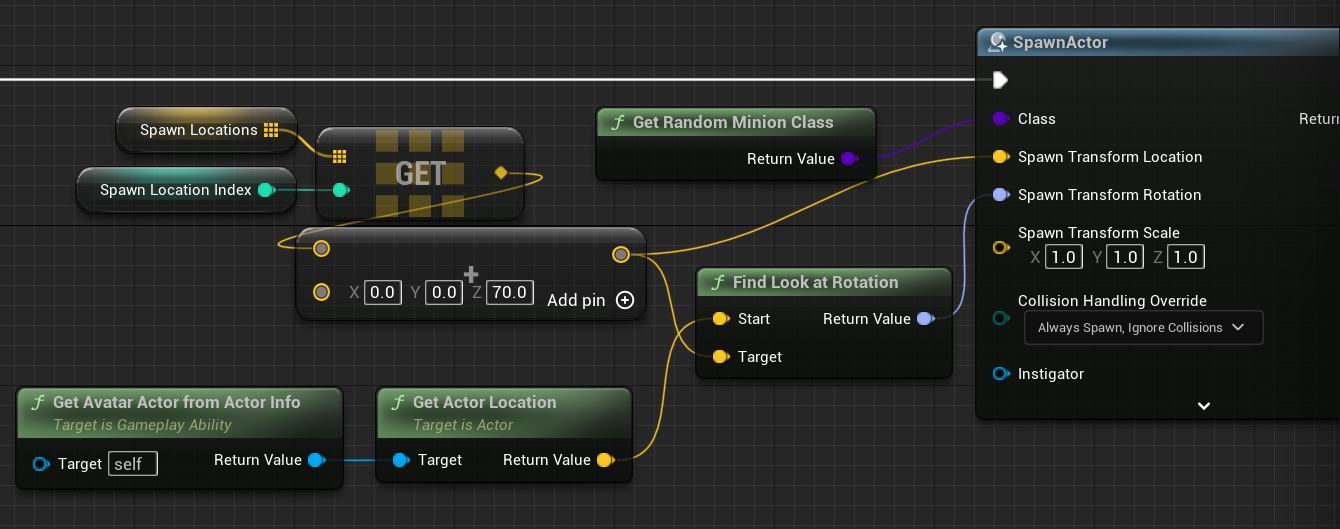 SpawnActor
Spawn Locations
GET
Spawn Location Index
Get Random Minion Class
Return Value
Class
Spawn Transform Location
Spawn Transform Rotation
Spawn Transform Scale
X 1.0 Y 1.0 Z 1.0
Collision Handling Override
Always Spawn, Ignore Collisions
Instigator
+
X 0.0 Y 0.0 Z 70.0
Add pin
f Find Look at Rotation
Start
Return Value
Target
f Get Avatar Actor from Actor Info
Target is Gameplay Ability
Target self
Return Value
f Get Actor Location
Target is Actor
Target
Return Value